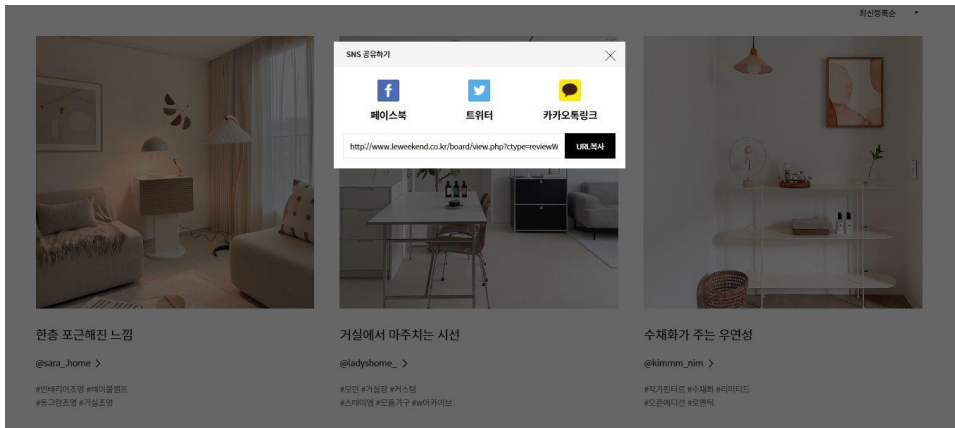 최신등록순
SNS 공유하기
페이스북
트위터
카카오톡링크
http://www.leweekend.co.kr/board/view.php?ctype=reviewW
URL복사
한층 포근해진 느낌
거실에서 마주치는 시선
수채화가 주는 우연성
@sara_.home >
@ladyshome_ >
@kimmm_nim >
#인테리어조명 #테이블램프
#동그란조명 #거실조명
#모던 #거실장 #커스텀
#스테이엠 #모듈가구 #w아카이브
#작가핀타르 #수채화 #리미티드
#오픈에디션 #로맨틱